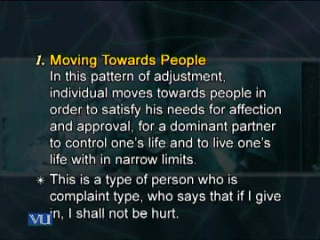 1. Moving Towards People
In this pattern of adjustment,
individual moves towards people in
order to satisfy his needs for affection
and approval, for a dominant partner
to control one's life and to live one's
life with in narrow limits.
✴ This is a type of person who is
complaint type, who says that if I give
in, I shall not be hurt.
VU